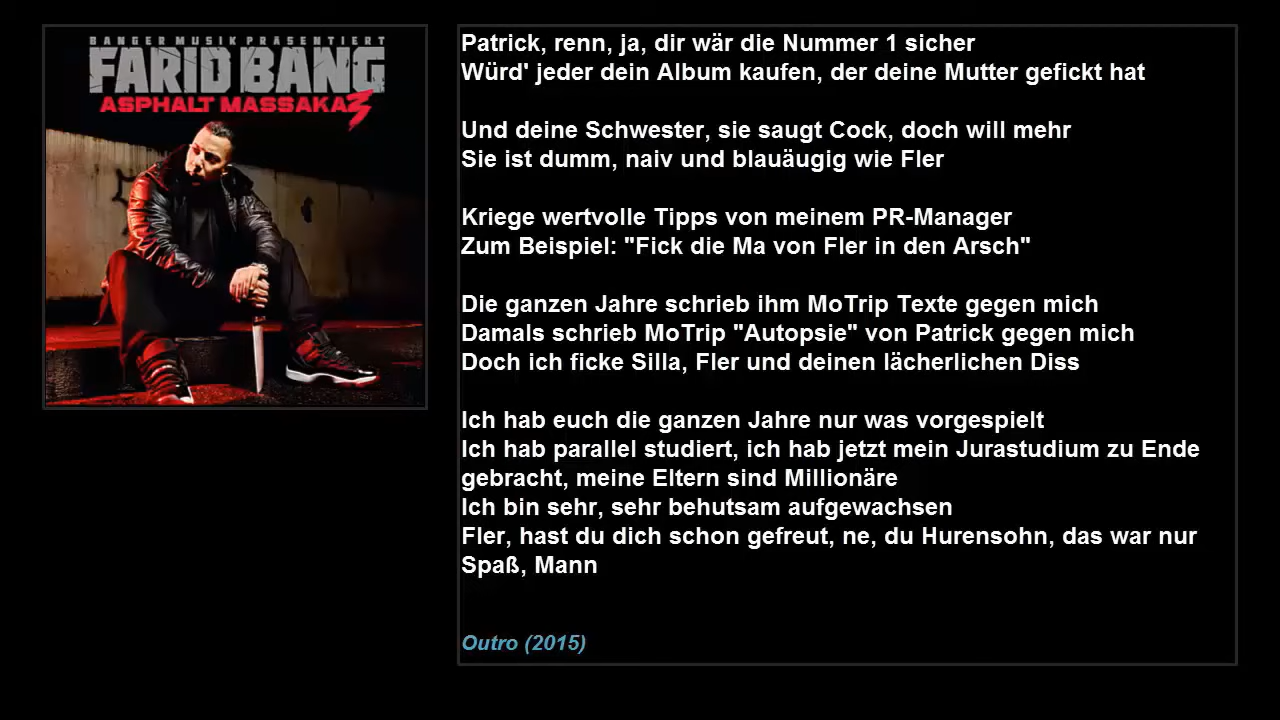 BANGER MUSIK PRÄSENTIERT
FARID BANG
ASPHALT MASSAKA 3
Patrick, renn, ja, dir wär die Nummer 1 sicher
Würd' jeder dein Album kaufen, der deine Mutter gefickt hat
Und deine Schwester, sie saugt Cock, doch will mehr
Sie ist dumm, naiv und blauäugig wie Fler
Kriege wertvolle Tipps von meinem PR-Manager
Zum Beispiel: "Fick die Ma von Fler in den Arsch"
Die ganzen Jahre schrieb ihm MoTrip Texte gegen mich
Damals schrieb MoTrip "Autopsie" von Patrick gegen mich
Doch ich ficke Silla, Fler und deinen lächerlichen Diss
Ich hab euch die ganzen Jahre nur was vorgespielt
Ich hab parallel studiert, ich hab jetzt mein Jurastudium zu Ende
gebracht, meine Eltern sind Millionäre
Ich bin sehr, sehr behutsam aufgewachsen
Fler, hast du dich schon gefreut, ne, du Hurensohn, das war nur
Spaß, Mann
Outro (2015)